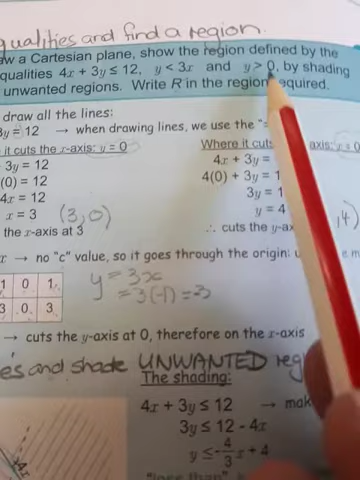 qualities and find a region.
aw a Cartesian plane, show the region defined by the
qualities 4x + 3y ≤ 12, y < 3x and y > 0, by shading
unwanted regions. Write R in the region required.
draw all the lines:
3y = 12 → when drawing lines, we use the "=
it cuts the x-axis: y = 0
Where it cuts axis: x = 0
3y = 12
4x + 3y =
(0) = 12
4(0) + 3y = 1
4x = 12
3y = 1
x = 3 (3, 0)
y = 4 , 4)
the x-axis at 3
∴ cuts the y-ax
x → no "c" value, so it goes through the origin:
1 0 1
y = 3x
3 0 3
= 3(-1) = -3
→ cuts the y-axis at 0, therefore on the x-axis
es and shade UNWANTED reg
The shading:
4x + 3y ≤ 12 → mak
3y ≤ 12 - 4x
y ≤ -4/3 x + 4
"less than"